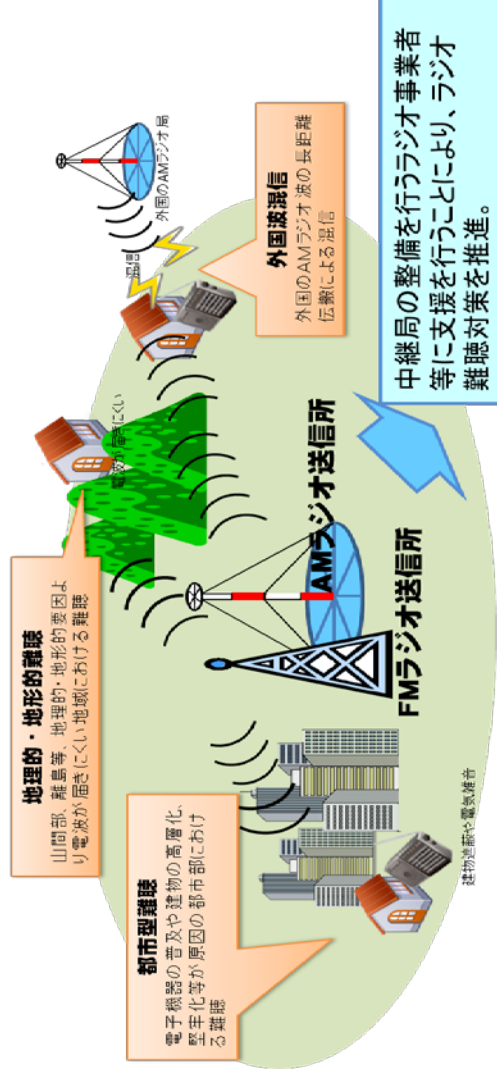 地理的・地形的難聴
山間部、離島等、地理的・地形的要因よ
り電波が届きにくい地域における難聴
都市型難聴
電子機器の普及や建物の高層化、
堅牢化等が原因の都市部におけ
る難聴
電波が届きにくい
混信
外国のAMラジオ局
外国波混信
外国のAMラジオ波の長距離
伝搬による混信
AMラジオ送信所
FMラジオ送信所
建物遮蔽や電気雑音
中継局の整備を行うラジオ事業者
等に支援を行うことにより、ラジオ
難聴対策を推進。